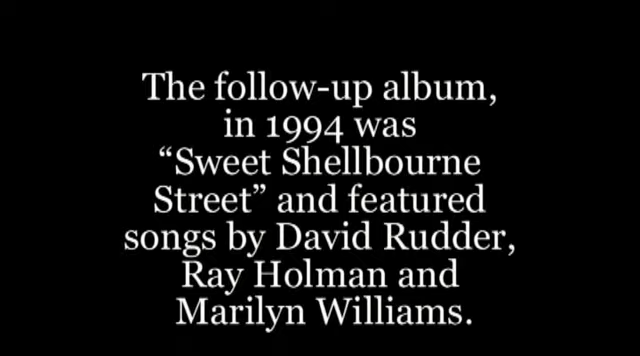 The follow-up album,
in 1994 was
“Sweet Shellbourne
Street” and featured
songs by David Rudder,
Ray Holman and
Marilyn Williams.